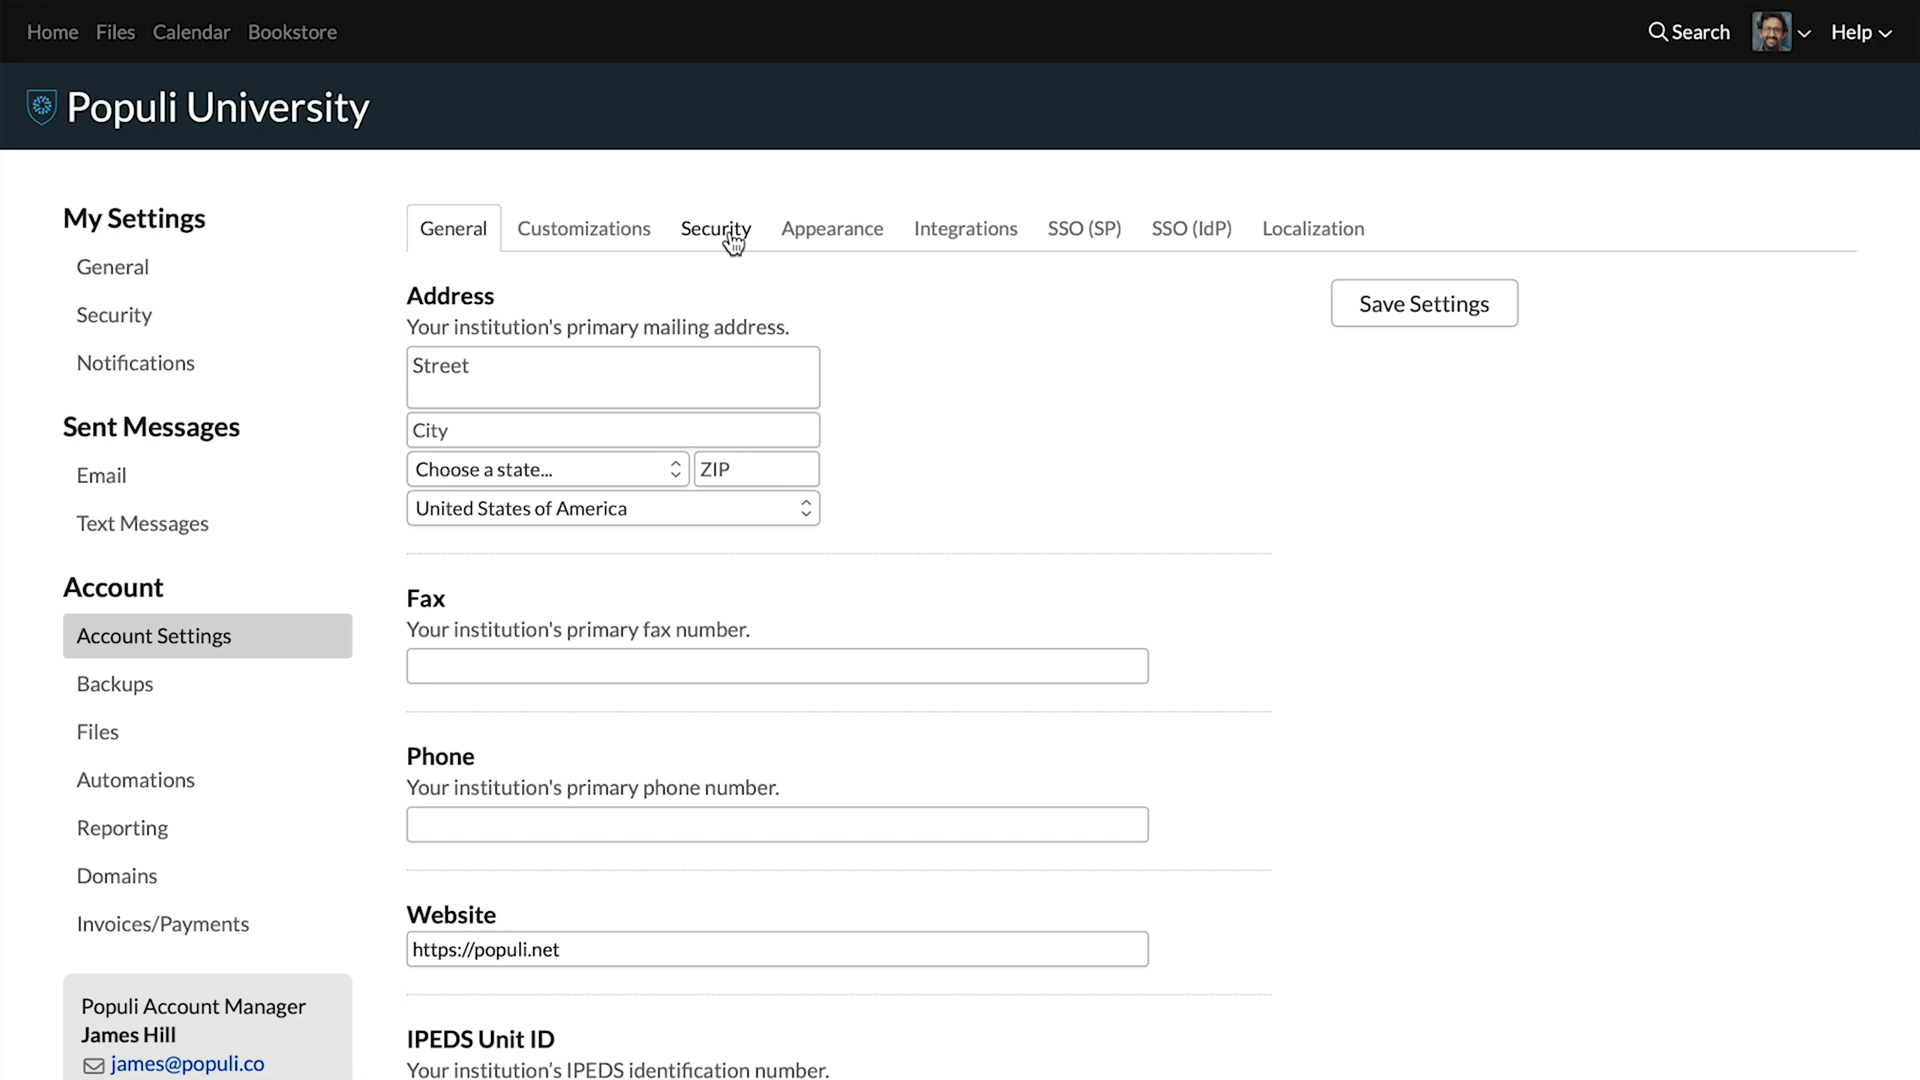 Home Files Calendar Bookstore
Search
Help
Populi University
My Settings
General
Security
Notifications
Sent Messages
Email
Text Messages
Account
Account Settings
Backups
Files
Automations
Reporting
Domains
Invoices/Payments
Populi Account Manager
James Hill
james@populi.co
General Customizations Security Appearance Integrations SSO (SP) SSO (IdP) Localization
Address
Your institution's primary mailing address.
Street
City
Choose a state... ZIP
United States of America
Save Settings
Fax
Your institution's primary fax number.
Phone
Your institution's primary phone number.
Website
https://populi.net
IPEDS Unit ID
Your institution’s IPEDS identification number.